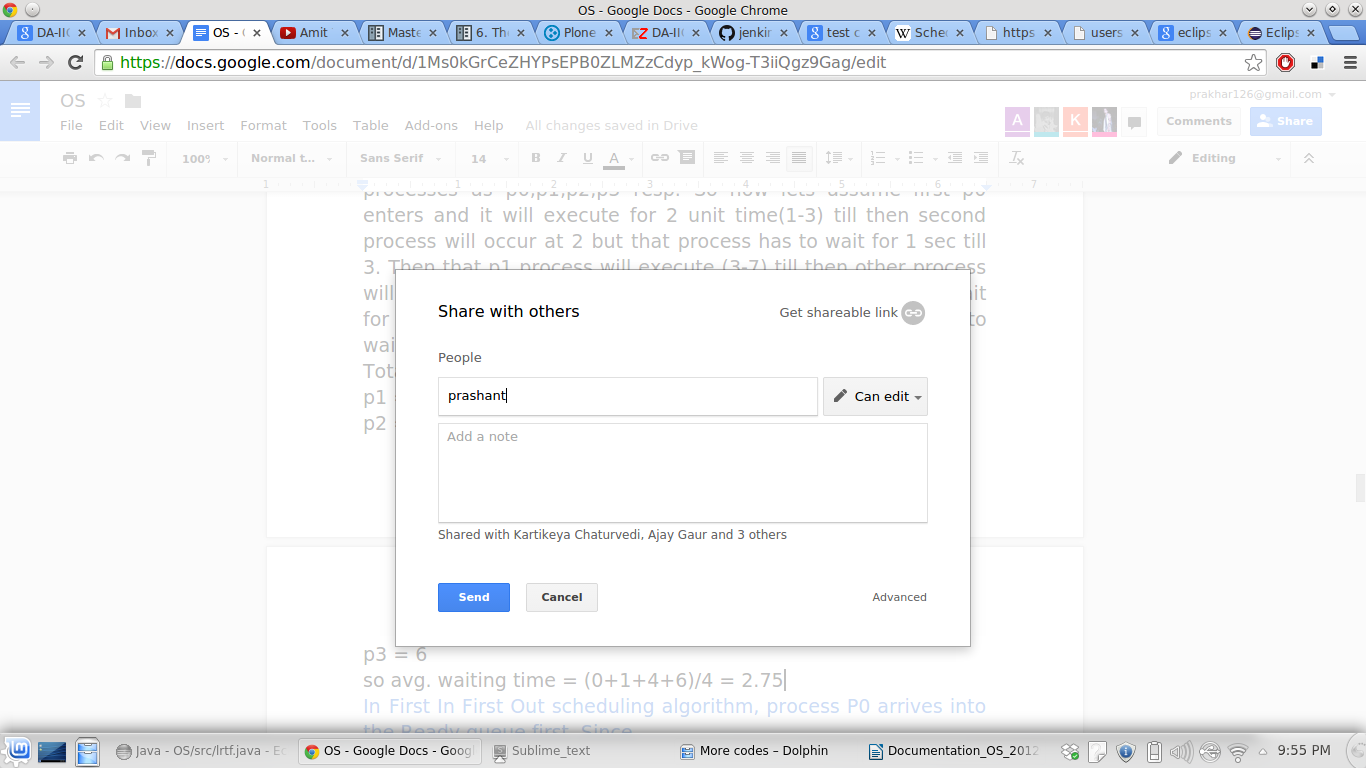 OS - Google Docs - Google Chrome
DA-IIC
Inbox
OS - G
Amit
Maste
6. The
Plone
DA-IIC
jenkin
test c
Sched
https
users
eclips
Eclips
https://docs.google.com/document/d/1Ms0kGrCeZHYPsEPB0ZLMZzCdyp_kWog-T3iiQgz9Gag/edit
prakhar126@gmail.com
OS
File Edit View Insert Format Tools Table Add-ons Help All changes saved in Drive
A K Comments Share
100% Normal t... Sans Serif 14 B I U A Editing
1 1 2 3 4 5 6 7
processes as p0,p1,p2,p3 resp. So now lets assume first p0
enters and it will execute for 2 unit time(1-3) till then second
process will occur at 2 but that process has to wait for 1 sec till
3. Then that p1 process will execute (3-7) till then other process
will
for to
wai
Tota
p1 =
p2 =
Share with others
Get shareable link
People
prashant
Can edit
Add a note
Shared with Kartikeya Chaturvedi, Ajay Gaur and 3 others
Send Cancel Advanced
p3 = 6
so avg. waiting time = (0+1+4+6)/4 = 2.75
In First In First Out scheduling algorithm, process P0 arrives into
the Ready queue first. Since
Java - OS/src/lrtf.java - Ec
OS - Google Docs - Goog
Sublime_text
More codes – Dolphin
Documentation_OS_2012
9:55 PM